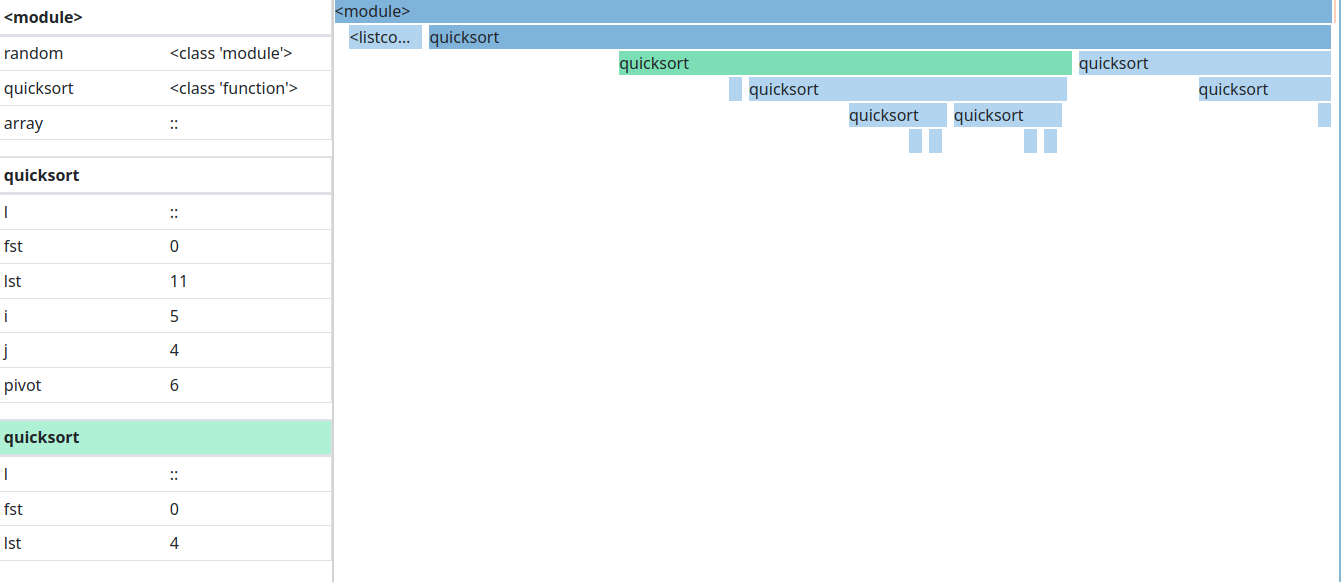 <module>
random <class 'module'>
quicksort <class 'function'>
array ::
quicksort
l ::
fst 0
lst 11
i 5
j 4
pivot 6
quicksort
l ::
fst 0
lst 4
<module>
<listco... quicksort
quicksort quicksort
quicksort quicksort
quicksort quicksort